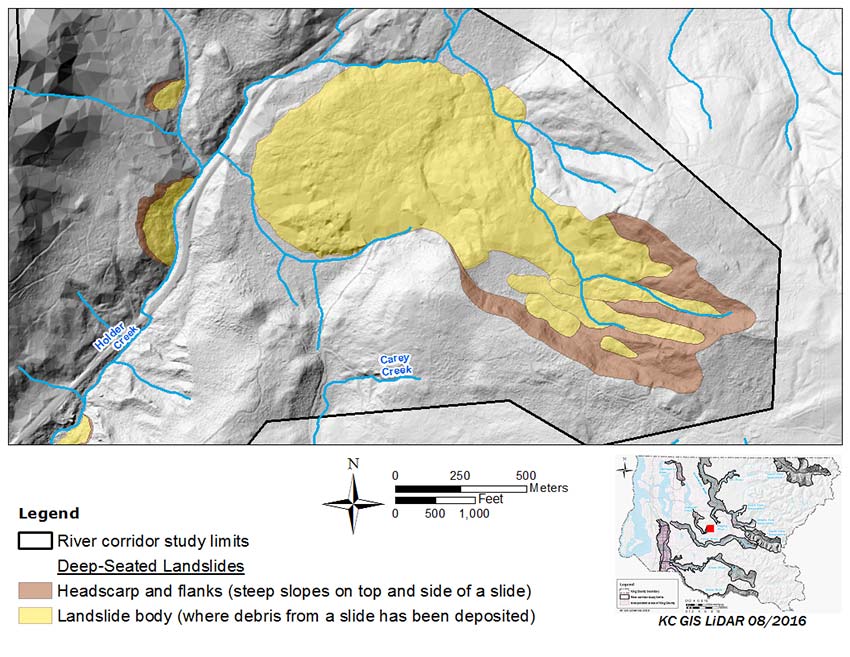 Holder
Creek
Carey
Creek
N
0 250 500
Meters
Feet
0 500 1,000
Legend
River corridor study limits
Deep-Seated Landslides
Headscarp and flanks (steep slopes on top and side of a slide)
Landslide body (where debris from a slide has been deposited)
Legend
KC GIS LiDAR 08/2016